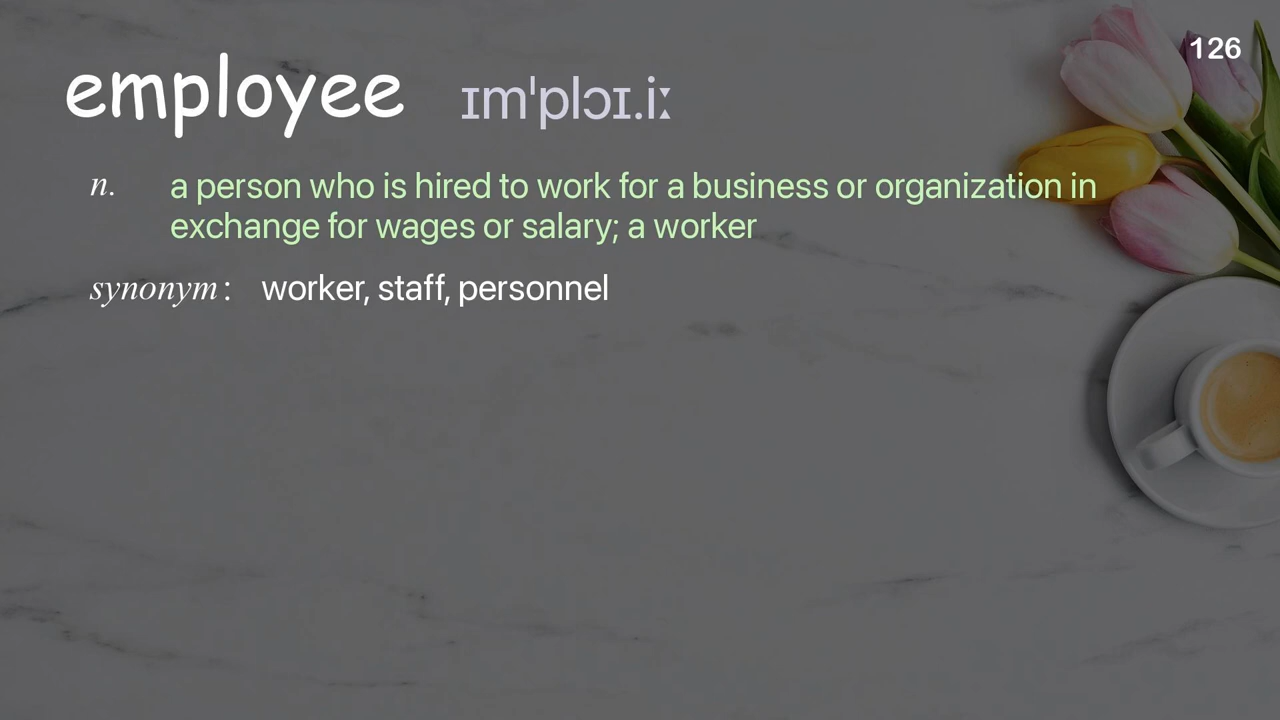 126
employee ɪmˈplɔɪ.iː
n. a person who is hired to work for a business or organization in
exchange for wages or salary; a worker
synonym: worker, staff, personnel